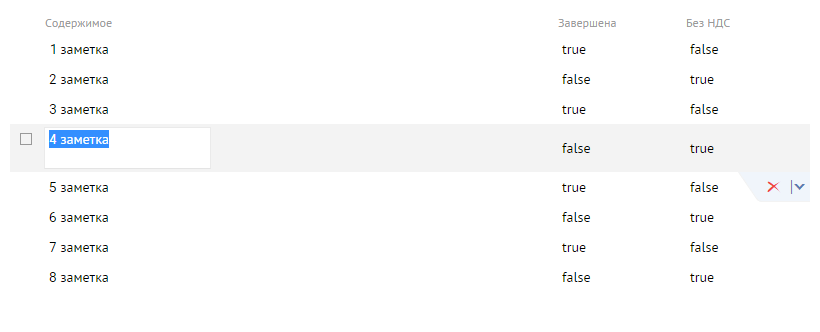 Содержимое Завершена Без НДС
1 заметка true false
2 заметка false true
3 заметка true false
4 заметка false true
5 заметка true false
6 заметка false true
7 заметка true false
8 заметка false true